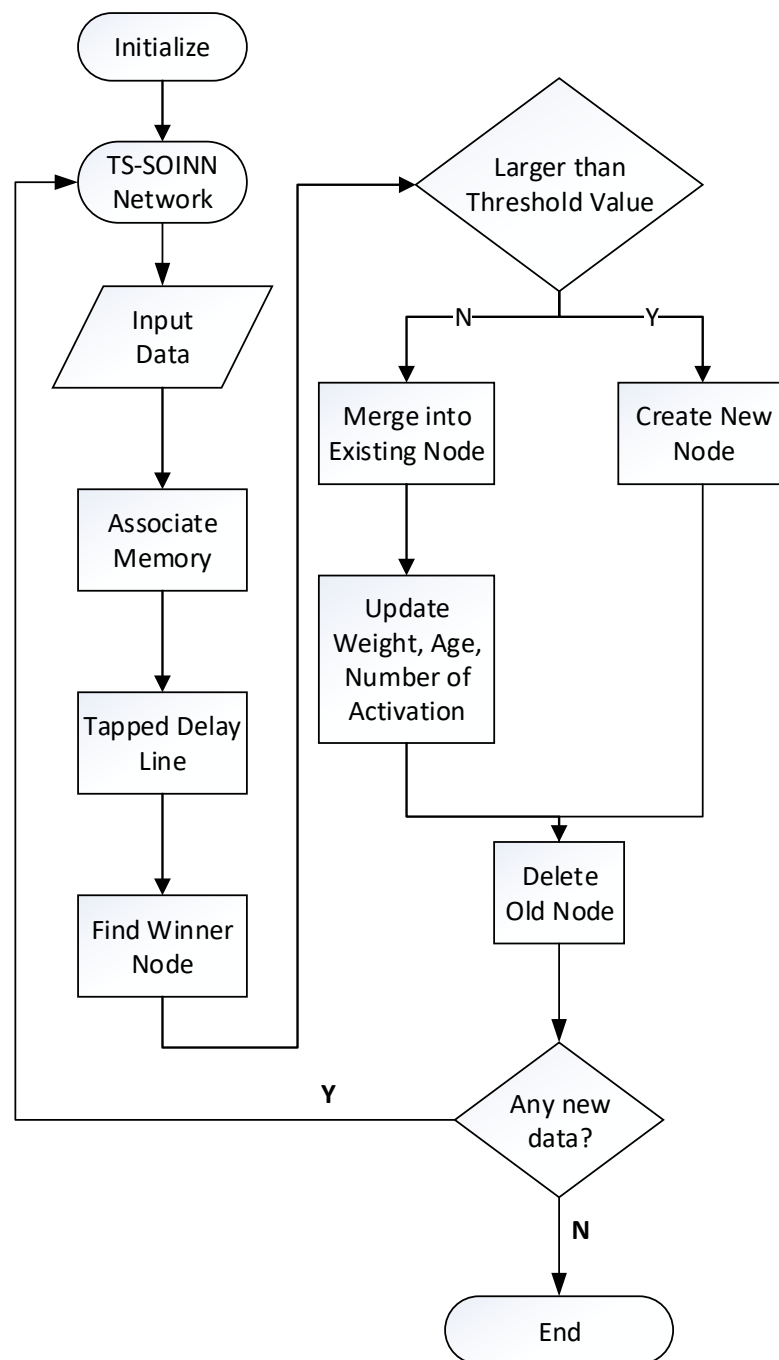 Initialize
TS-SOINN
Network
Input
Data
Associate
Memory
Tapped Delay
Line
Find Winner
Node
Larger than
Threshold Value
N
Y
Merge into
Existing Node
Create New
Node
Update
Weight, Age,
Number of
Activation
Delete
Old Node
Any new
data?
Y
N
End